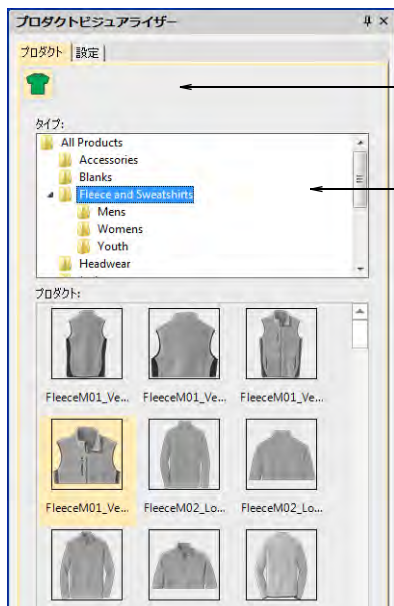 プロダクトビジュアライザー
プロダクト 設定
タイプ:
All Products
Accessories
Blanks
Fleece and Sweatshirts
Mens
Womens
Youth
Headwear
プロダクト:
FleeceM01_Ve... FleeceM01_Ve... FleeceM01_Ve...
FleeceM01_Ve... FleeceM02_Lo... FleeceM02_Lo...